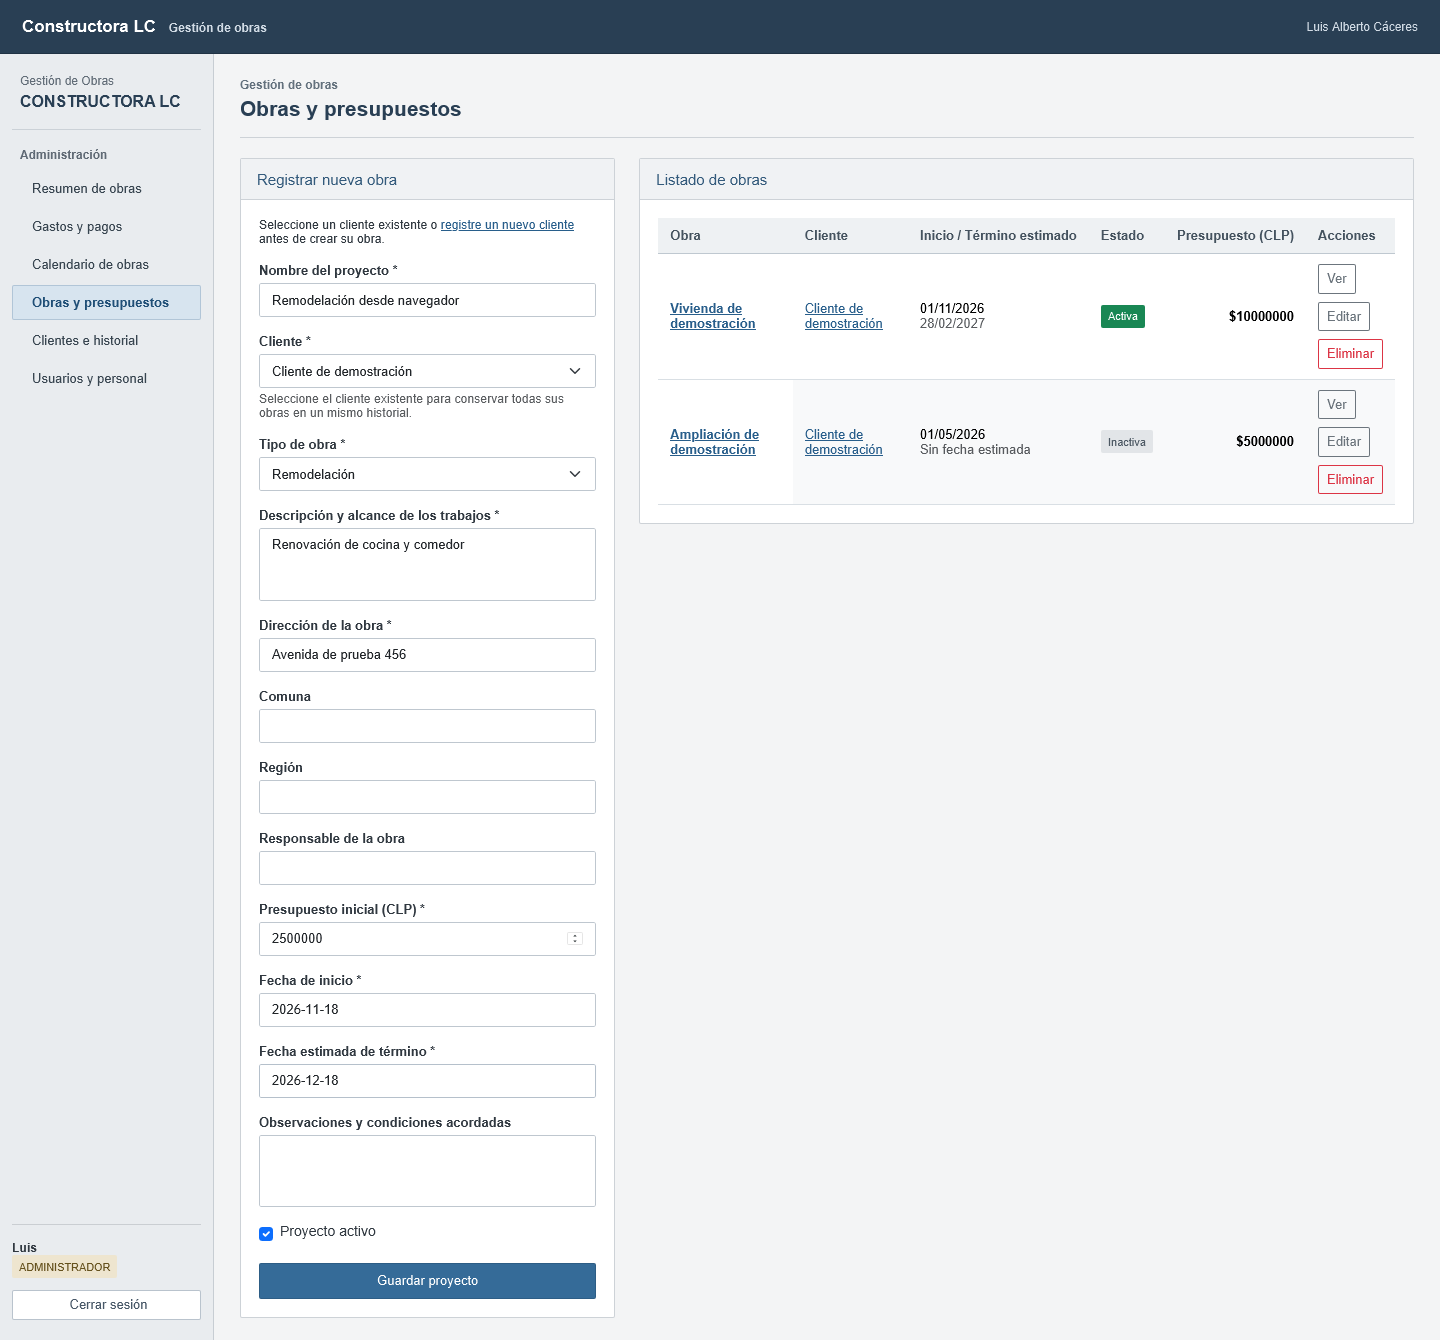 Constructora LC Gestión de obras
Luis Alberto Cáceres
Gestión de Obras
CONSTRUCTORA LC
Administración
Resumen de obras
Gastos y pagos
Calendario de obras
Obras y presupuestos
Clientes e historial
Usuarios y personal
Luis
ADMINISTRADOR
Cerrar sesión
Gestión de obras
Obras y presupuestos
Registrar nueva obra
Seleccione un cliente existente o registre un nuevo cliente
antes de crear su obra.
Nombre del proyecto *
Remodelación desde navegador
Cliente *
Cliente de demostración
Seleccione el cliente existente para conservar todas sus
obras en un mismo historial.
Tipo de obra *
Remodelación
Descripción y alcance de los trabajos *
Renovación de cocina y comedor
Dirección de la obra *
Avenida de prueba 456
Comuna
Región
Responsable de la obra
Presupuesto inicial (CLP) *
2500000
Fecha de inicio *
2026-11-18
Fecha estimada de término *
2026-12-18
Observaciones y condiciones acordadas
Proyecto activo
Guardar proyecto
Listado de obras
Obra Cliente Inicio / Término estimado Estado Presupuesto (CLP) Acciones
Vivienda de
demostración
Cliente de
demostración
01/11/2026
28/02/2027
Activa
$10000000
Ver
Editar
Eliminar
Ampliación de
demostración
Cliente de
demostración
01/05/2026
Sin fecha estimada
Inactiva
$5000000
Ver
Editar
Eliminar